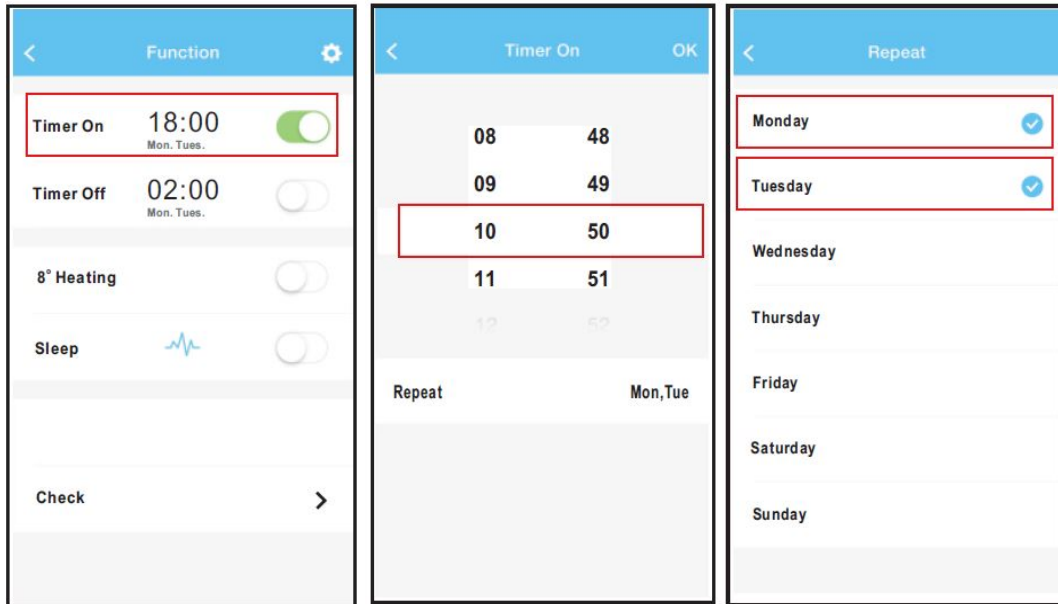 Function
Timer On 18:00
Mon. Tues.
Timer Off 02:00
Mon. Tues.
8° Heating
Sleep
Check
Timer On OK
08 48
09 49
10 50
11 51
12 52
Repeat Mon,Tue
Repeat
Monday
Tuesday
Wednesday
Thursday
Friday
Saturday
Sunday